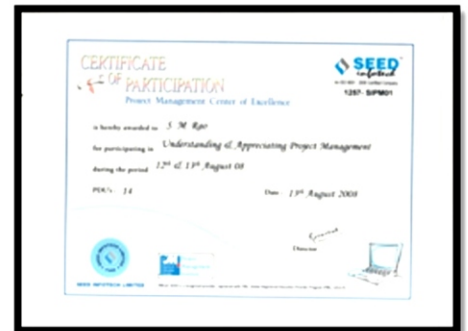 CERTIFICATE
OF PARTICIPATION
Project Management Center of Excellence
SEED
infotech
1297- SIPM01
is hereby awarded to S M Rao
for participating in Understanding & Appreciating Project Management
during the period 12th & 13th August 08
PDU's: 14
Date 13th August 2008
Director
SEED INFOTECH LIMITED